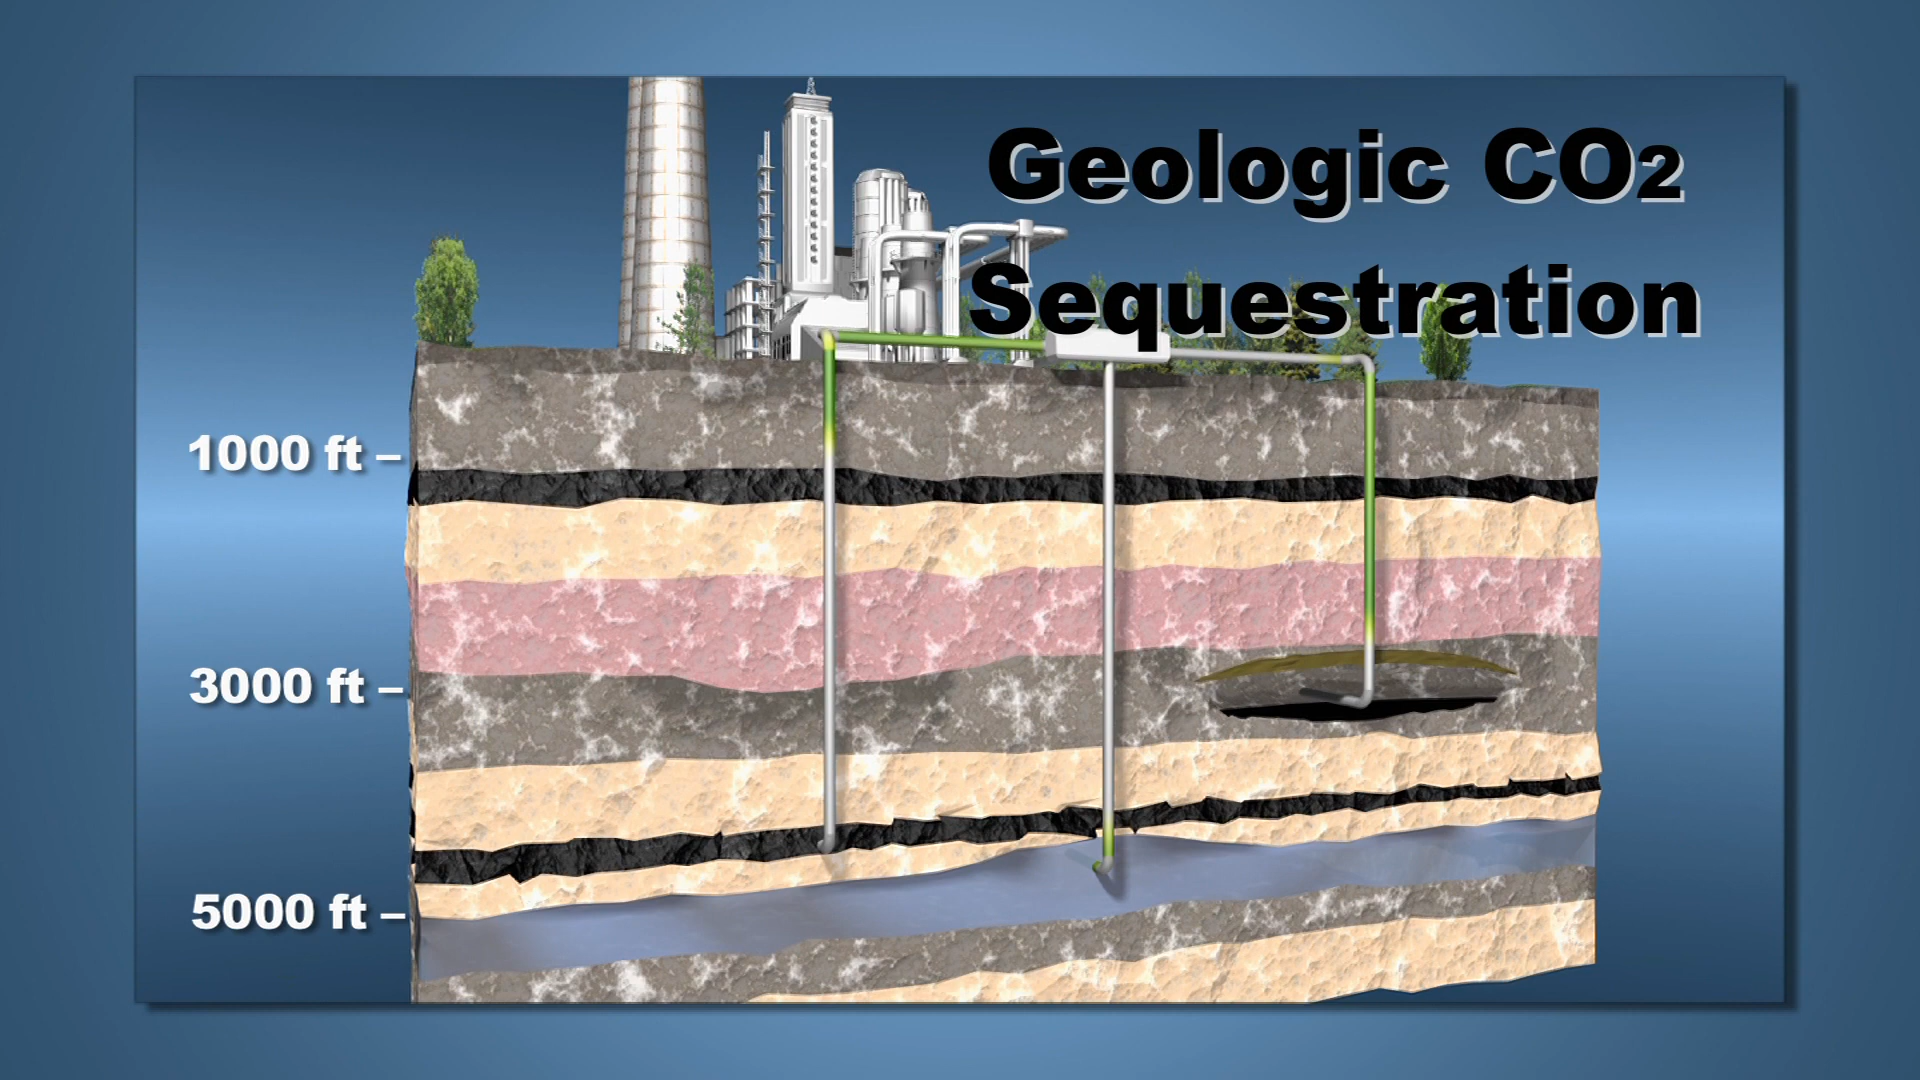 Geologic CO2
Sequestration
1000 ft –
3000 ft –
5000 ft –